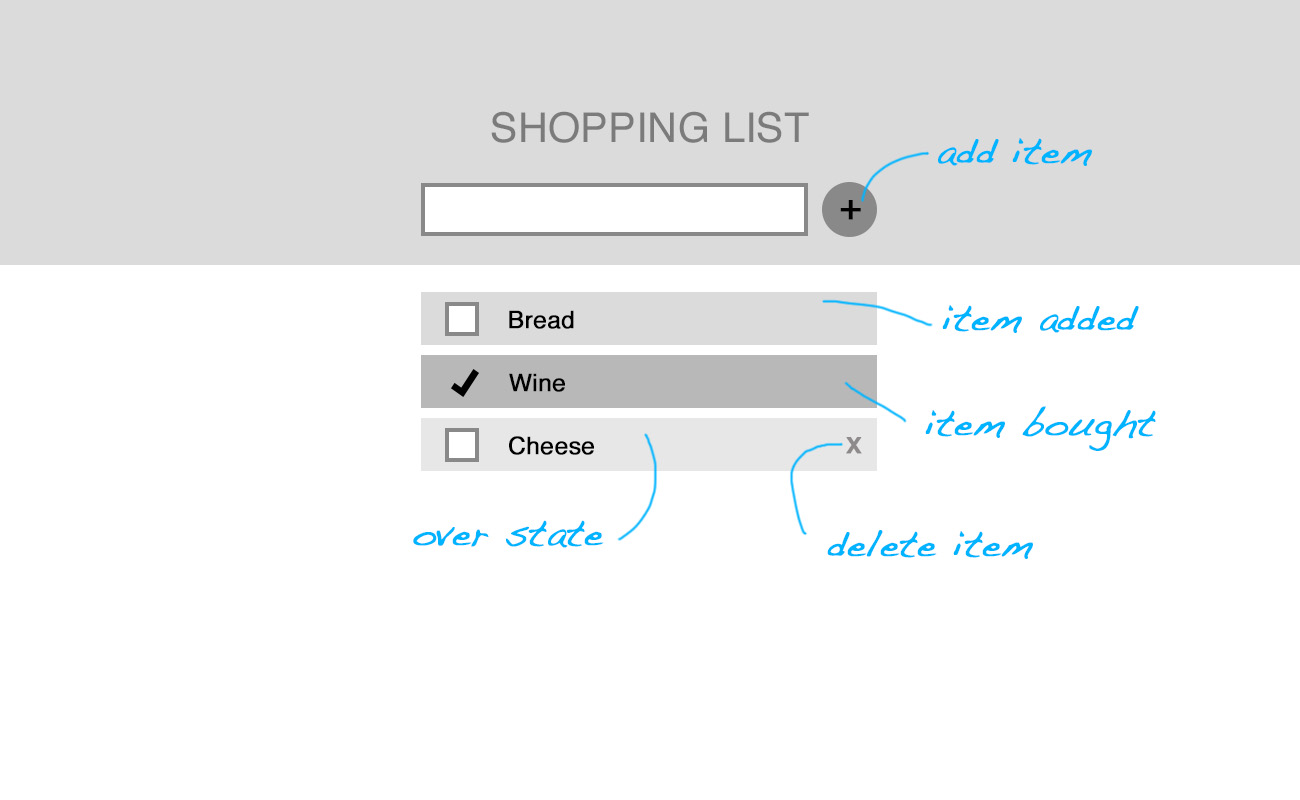 SHOPPING LIST
add item
+
Bread
item added
Wine
item bought
Cheese
x
over state
delete item